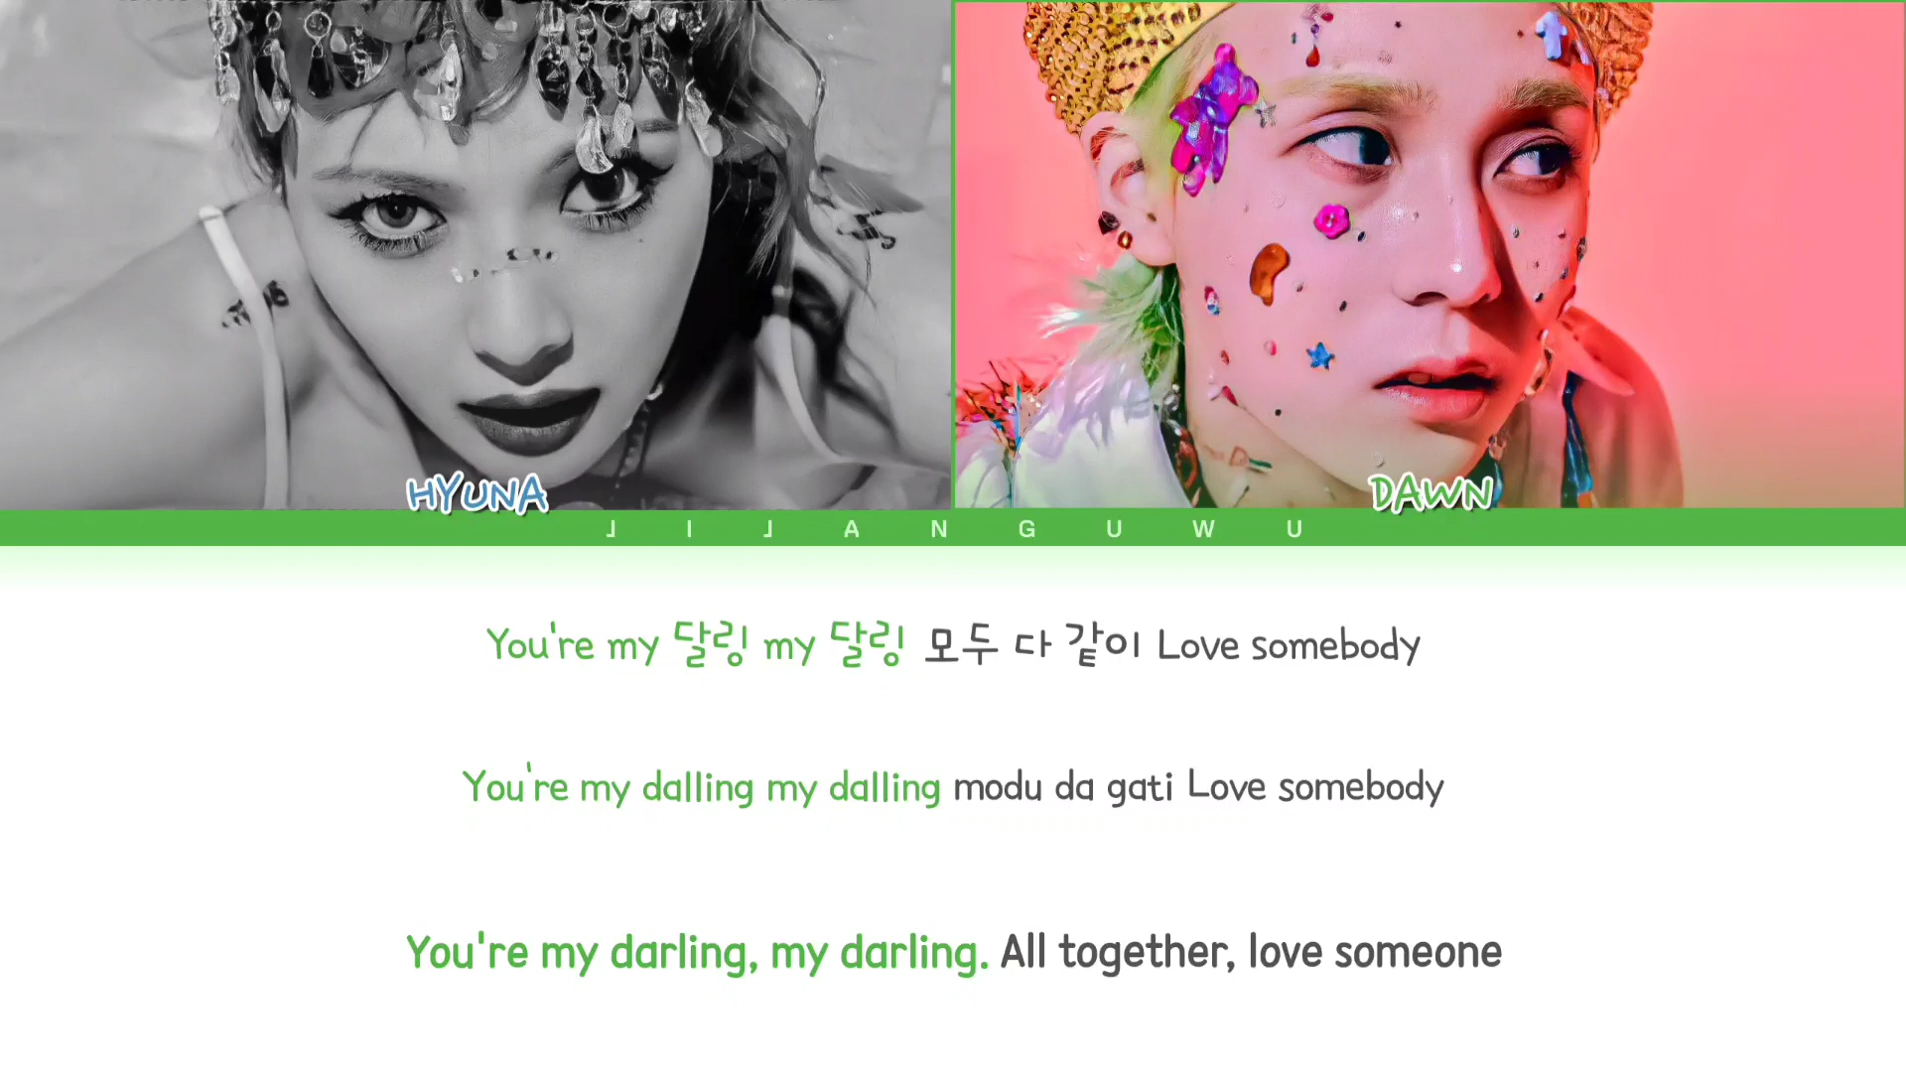 HYUNA
DAWN
JIJANGUWU
You're my 달링 my 달링 모두 다 같이 Love somebody
You're my dalling my dalling modu da gati Love somebody
You're my darling, my darling. All together, love someone